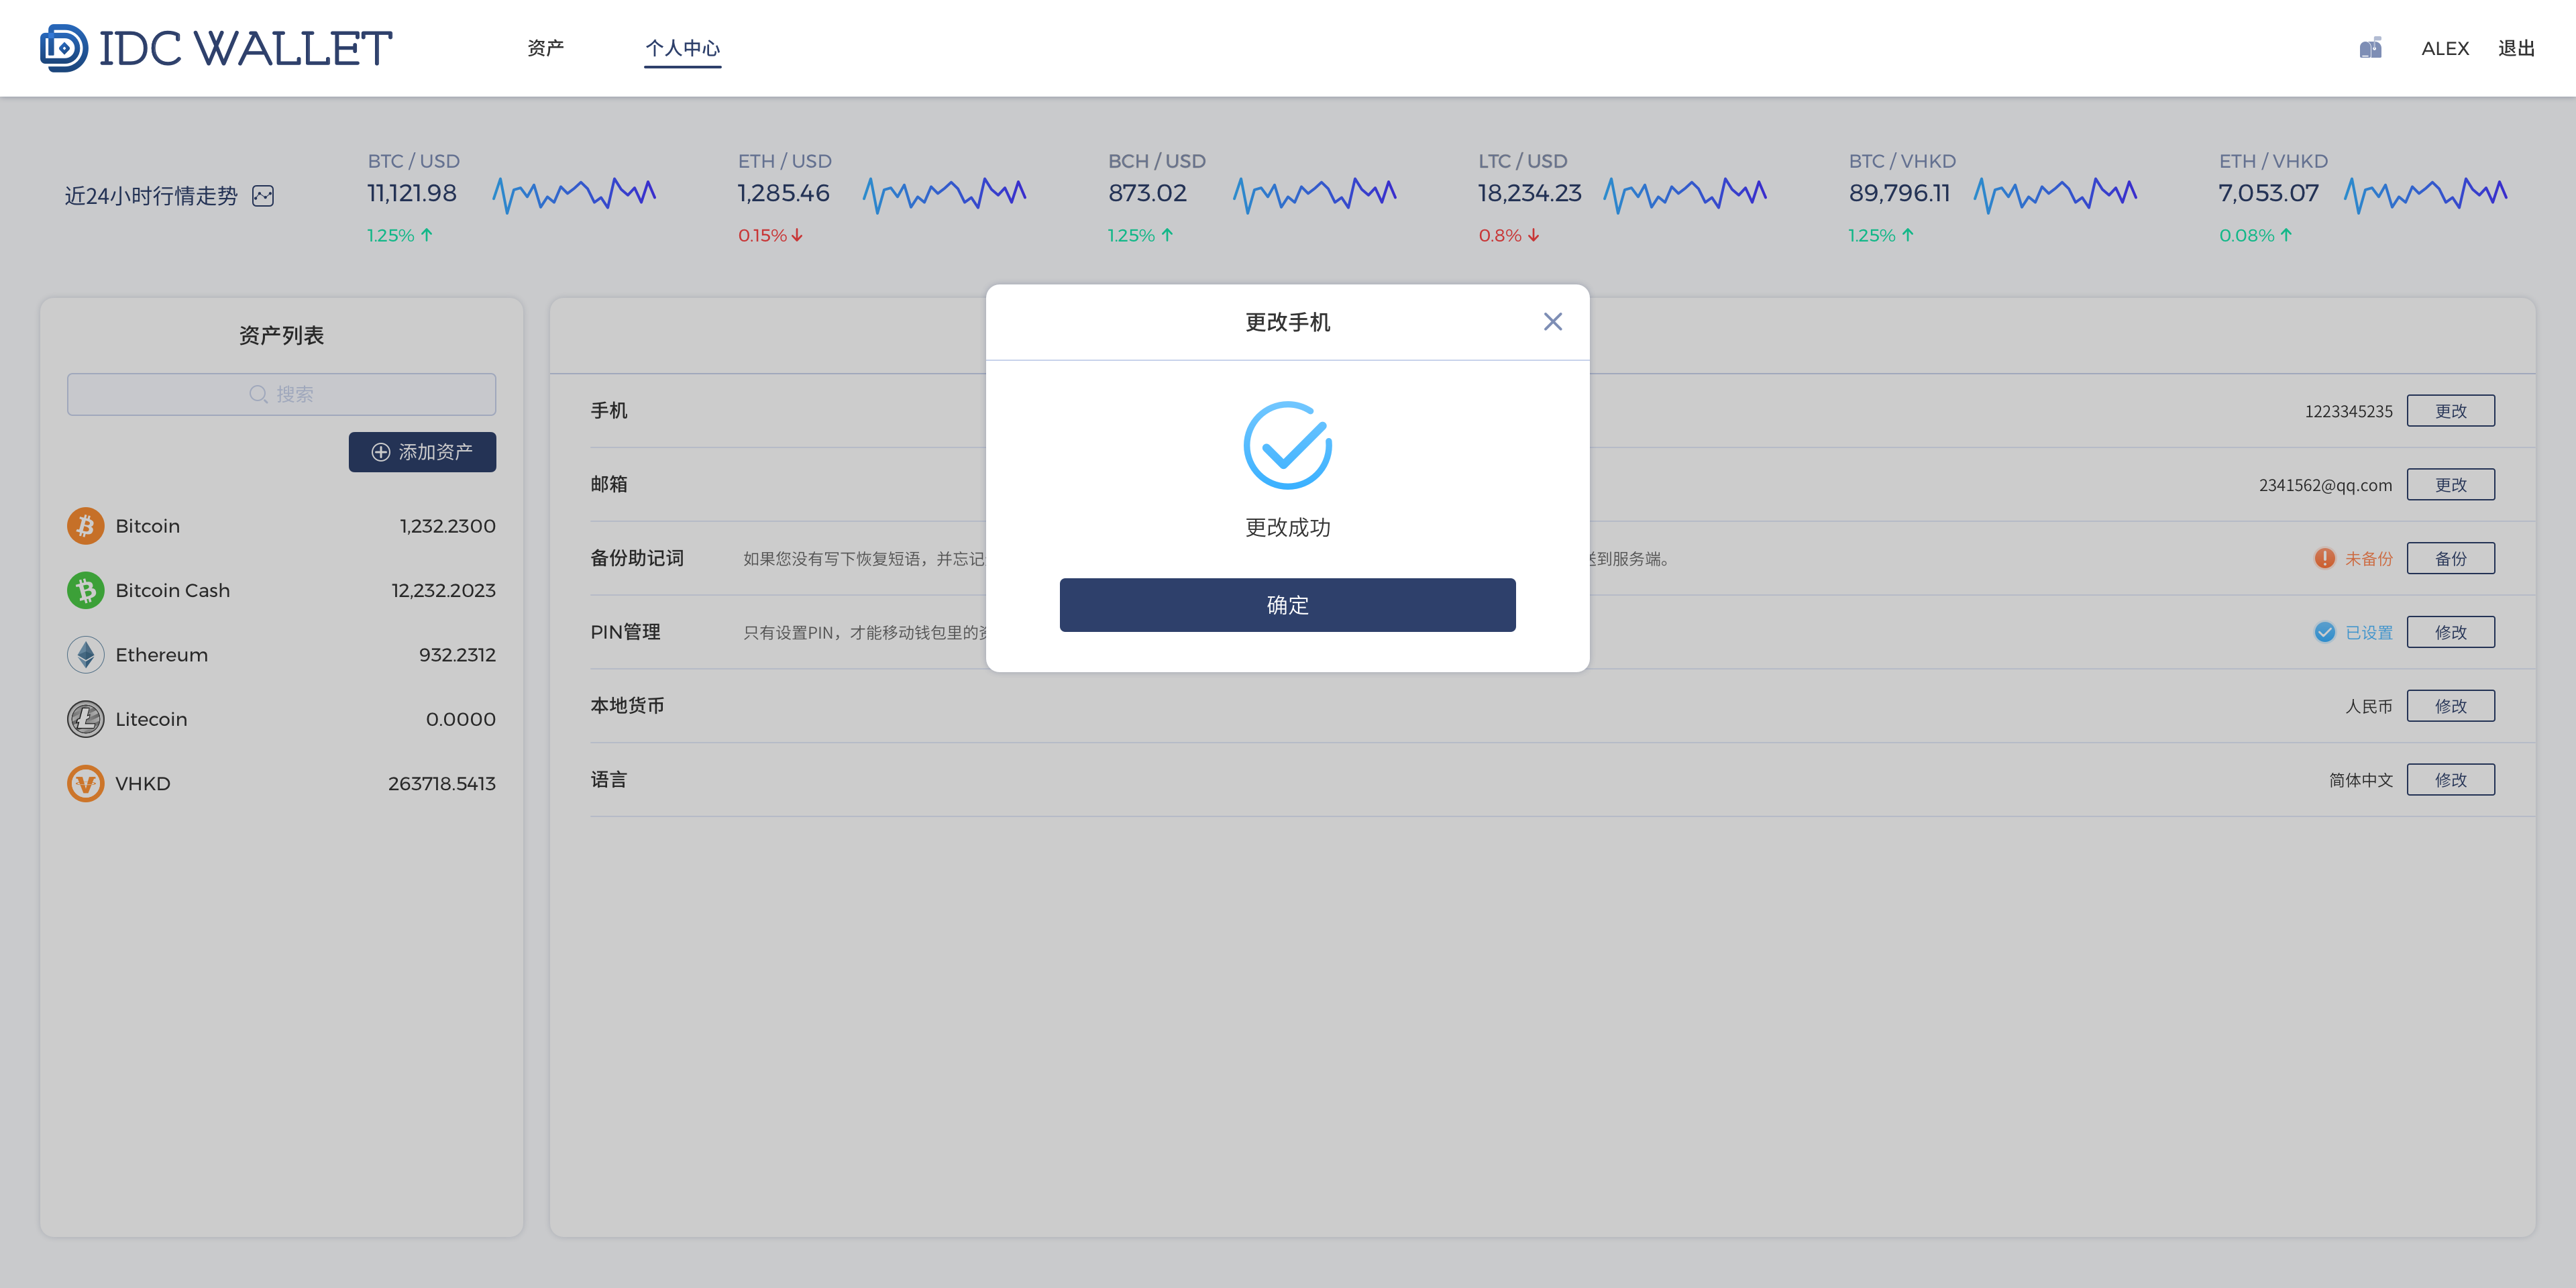 IDC WALLET
资产
个人中心
ALEX
退出
近24小时行情走势
BTC / USD
11,121.98
1.25%
ETH / USD
1,285.46
0.15%
BCH / USD
873.02
1.25%
LTC / USD
18,234.23
0.8%
BTC / VHKD
89,796.11
1.25%
ETH / VHKD
7,053.07
0.08%
资产列表
搜索
添加资产
Bitcoin 1,232.2300
Bitcoin Cash 12,232.2023
Ethereum 932.2312
Litecoin 0.0000
VHKD 263718.5413
更改手机
更改成功
确定
手机 1223345235 更改
邮箱 2341562@qq.com 更改
备份助记词 如果您没有写下恢复短语，并忘记 到服务端。 未备份 备份
PIN管理 只有设置PIN，才能移动钱包里的 已设置 修改
本地货币 人民币 修改
语言 简体中文 修改